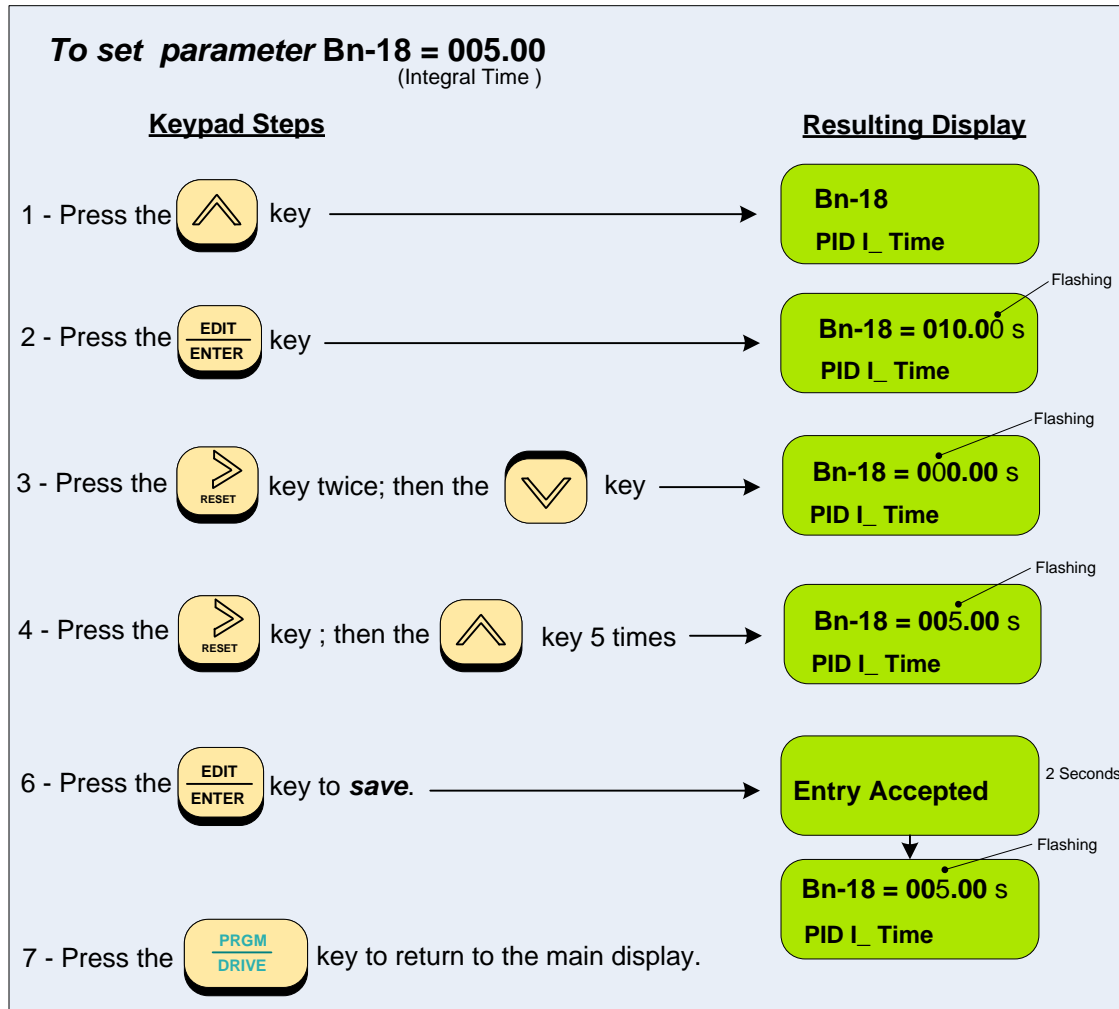 To set parameter Bn-18 = 005.00
(Integral Time )
Keypad Steps
Resulting Display
1 - Press the key
Bn-18
PID I_ Time
2 - Press the EDIT ENTER key
Flashing
Bn-18 = 010.00 s
PID I_ Time
3 - Press the RESET key twice; then the key
Flashing
Bn-18 = 000.00 s
PID I_ Time
4 - Press the RESET key ; then the key 5 times
Flashing
Bn-18 = 005.00 s
PID I_ Time
6 - Press the EDIT ENTER key to save.
Entry Accepted
2 Seconds
Flashing
Bn-18 = 005.00 s
PID I_ Time
7 - Press the PRGM DRIVE key to return to the main display.